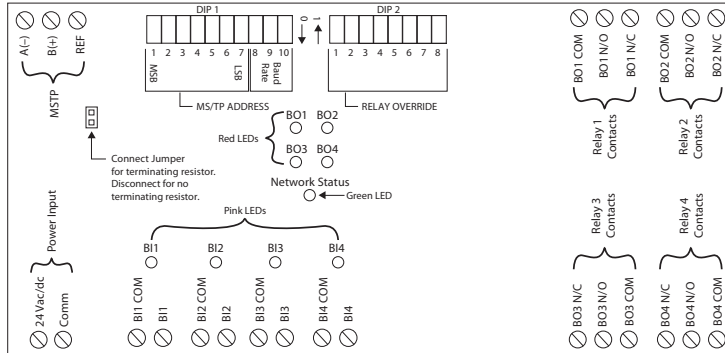 DIP 1
DIP 2
0
1
1 2 3 4 5 6 7 8 9 10
MSB
LSB
Baud Rate
1 2 3 4 5 6 7 8
MS/TP ADDRESS
RELAY OVERRIDE
A(–)
B(+)
REF
MSTP
Connect Jumper
for terminating resistor.
Disconnect for no
terminating resistor.
Red LEDs
BO1 BO2
BO3 BO4
Network Status
Green LED
Pink LEDs
BI1 BI2 BI3 BI4
Power Input
24 Vac/dc
Comm
BI1 COM
BI1
BI2 COM
BI2
BI3 COM
BI3
BI4 COM
BI4
BO1 COM
BO1 N/O
BO1 N/C
BO2 COM
BO2 N/O
BO2 N/C
Relay 1
Contacts
Relay 2
Contacts
Relay 3
Contacts
Relay 4
Contacts
BO3 N/C
BO3 N/O
BO3 COM
BO4 N/C
BO4 N/O
BO4 COM